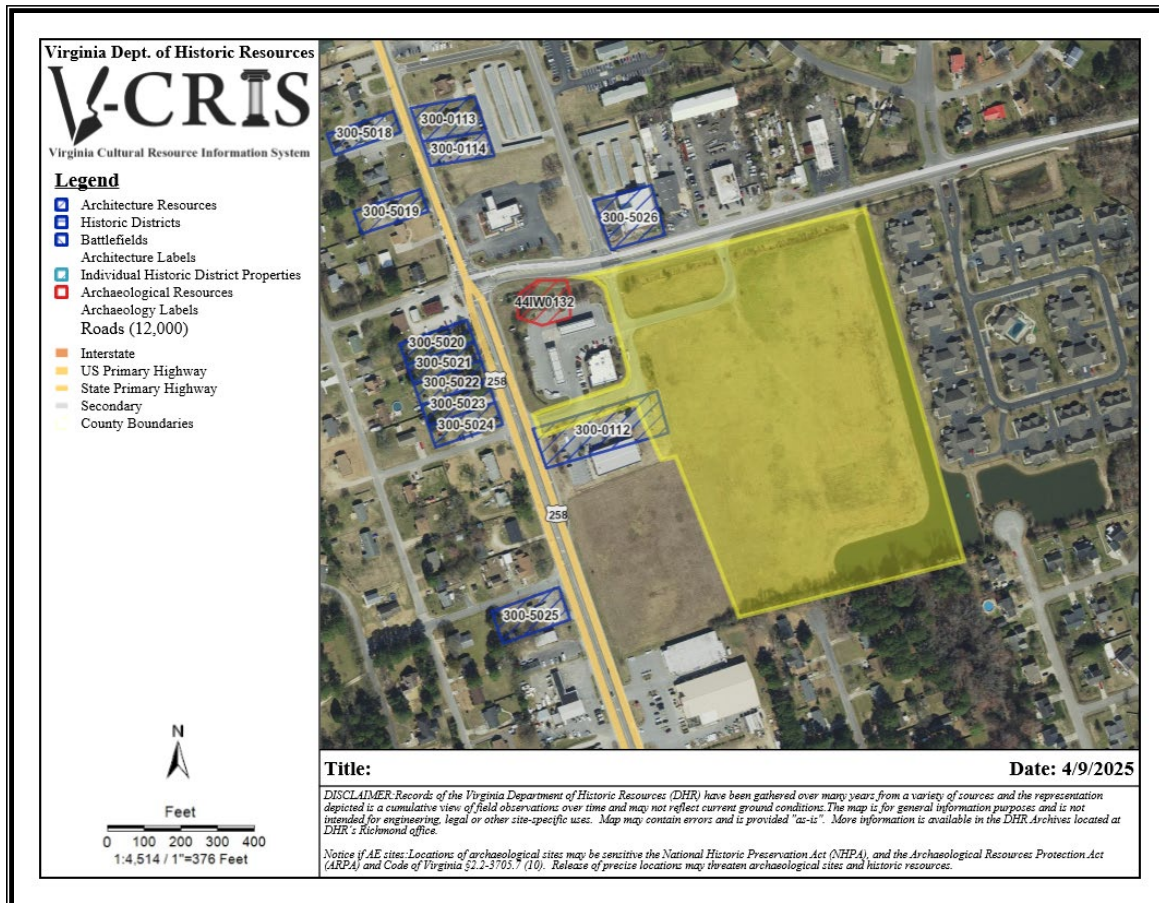 Virginia Dept. of Historic Resources
V-CRIS
Virginia Cultural Resource Information System
Legend
Architecture Resources
Historic Districts
Battlefields
Architecture Labels
Individual Historic District Properties
Archaeological Resources
Archaeology Labels
Roads (12,000)
Interstate
US Primary Highway
State Primary Highway
Secondary
County Boundaries
N
Feet
0 100 200 300 400
1:4,514 / 1"=376 Feet
300-5018
300-0113
300-0114
300-5019
300-5026
44IW0132
300-5020
300-5021
300-5022
258
300-5023
300-5024
300-0112
258
300-5025
Title:
Date: 4/9/2025
DISCLAIMER:Records of the Virginia Department of Historic Resources (DHR) have been gathered over many years from a variety of sources and the representation
depicted is a cumulative view of field observations over time and may not reflect current ground conditions.The map is for general information purposes and is not
intended for engineering, legal or other site-specific uses. Map may contain errors and is provided "as-is". More information is available in the DHR Archives located at
DHR's Richmond office.
Notice if AE sites:Locations of archaeological sites may be sensitive the National Historic Preservation Act (NHPA), and the Archaeological Resources Protection Act
(ARPA) and Code of Virginia §2.2-3705.7 (10). Release of precise locations may threaten archaeological sites and historic resources.